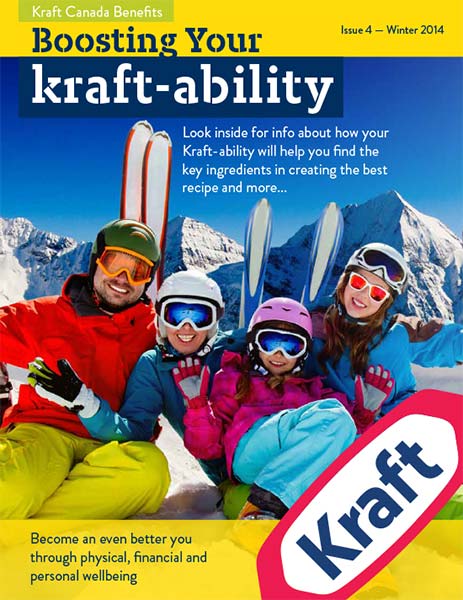 Kraft Canada Benefits
Boosting Your
Issue 4 — Winter 2014
kraft-ability
Look inside for info about how your
Kraft-ability will help you find the
key ingredients in creating the best
recipe and more...
Kraft
Become an even better you
through physical, financial and
personal wellbeing